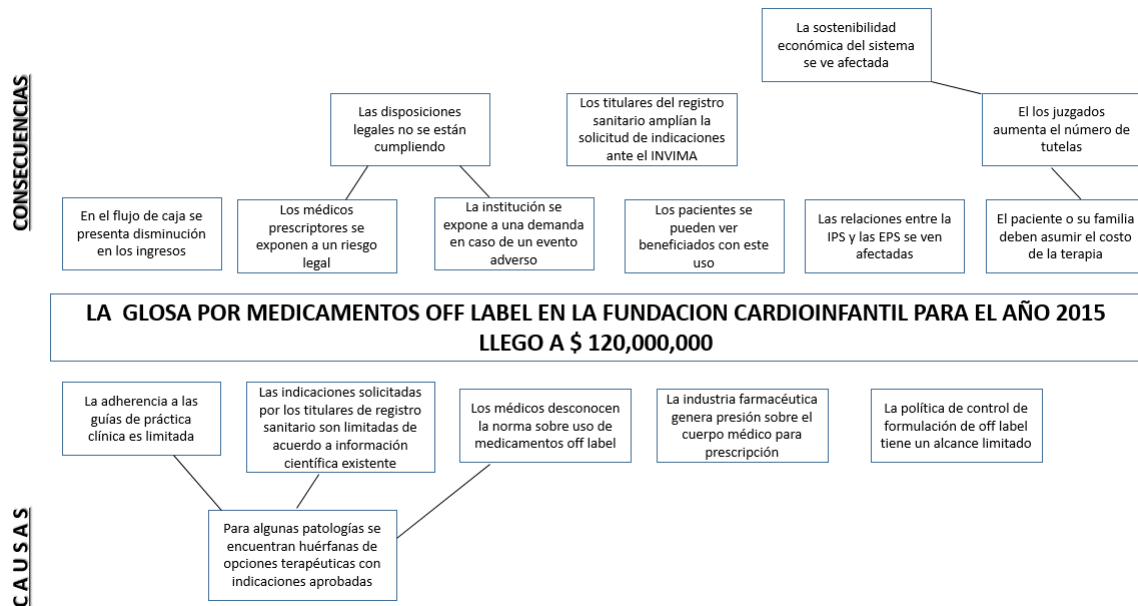 CONSECUENCIAS
La sostenibilidad
económica del sistema
se ve afectada
Las disposiciones
legales no se están
cumpliendo
Los titulares del registro
sanitario amplían la
solicitud de indicaciones
ante el INVIMA
El los juzgados
aumenta el número de
tutelas
En el flujo de caja se
presenta disminución
en los ingresos
Los médicos
prescriptores se
exponen a un riesgo
legal
La institución se
expone a una demanda
en caso de un evento
adverso
Los pacientes se
pueden ver
beneficiados con este
uso
Las relaciones entre la
IPS y las EPS se ven
afectadas
El paciente o su familia
deben asumir el costo
de la terapia
LA GLOSA POR MEDICAMENTOS OFF LABEL EN LA FUNDACION CARDIOINFANTIL PARA EL AÑO 2015
LLEGO A $ 120,000,000
La adherencia a las
guías de práctica
clínica es limitada
Las indicaciones solicitadas
por los titulares de registro
sanitario son limitadas de
acuerdo a información
científica existente
Los médicos desconocen
la norma sobre uso de
medicamentos off label
La industria farmacéutica
genera presión sobre el
cuerpo médico para
prescripción
La política de control de
formulación de off label
tiene un alcance limitado
CAUSAS
Para algunas patologías se
encuentran huérfanas de
opciones terapéuticas con
indicaciones aprobadas